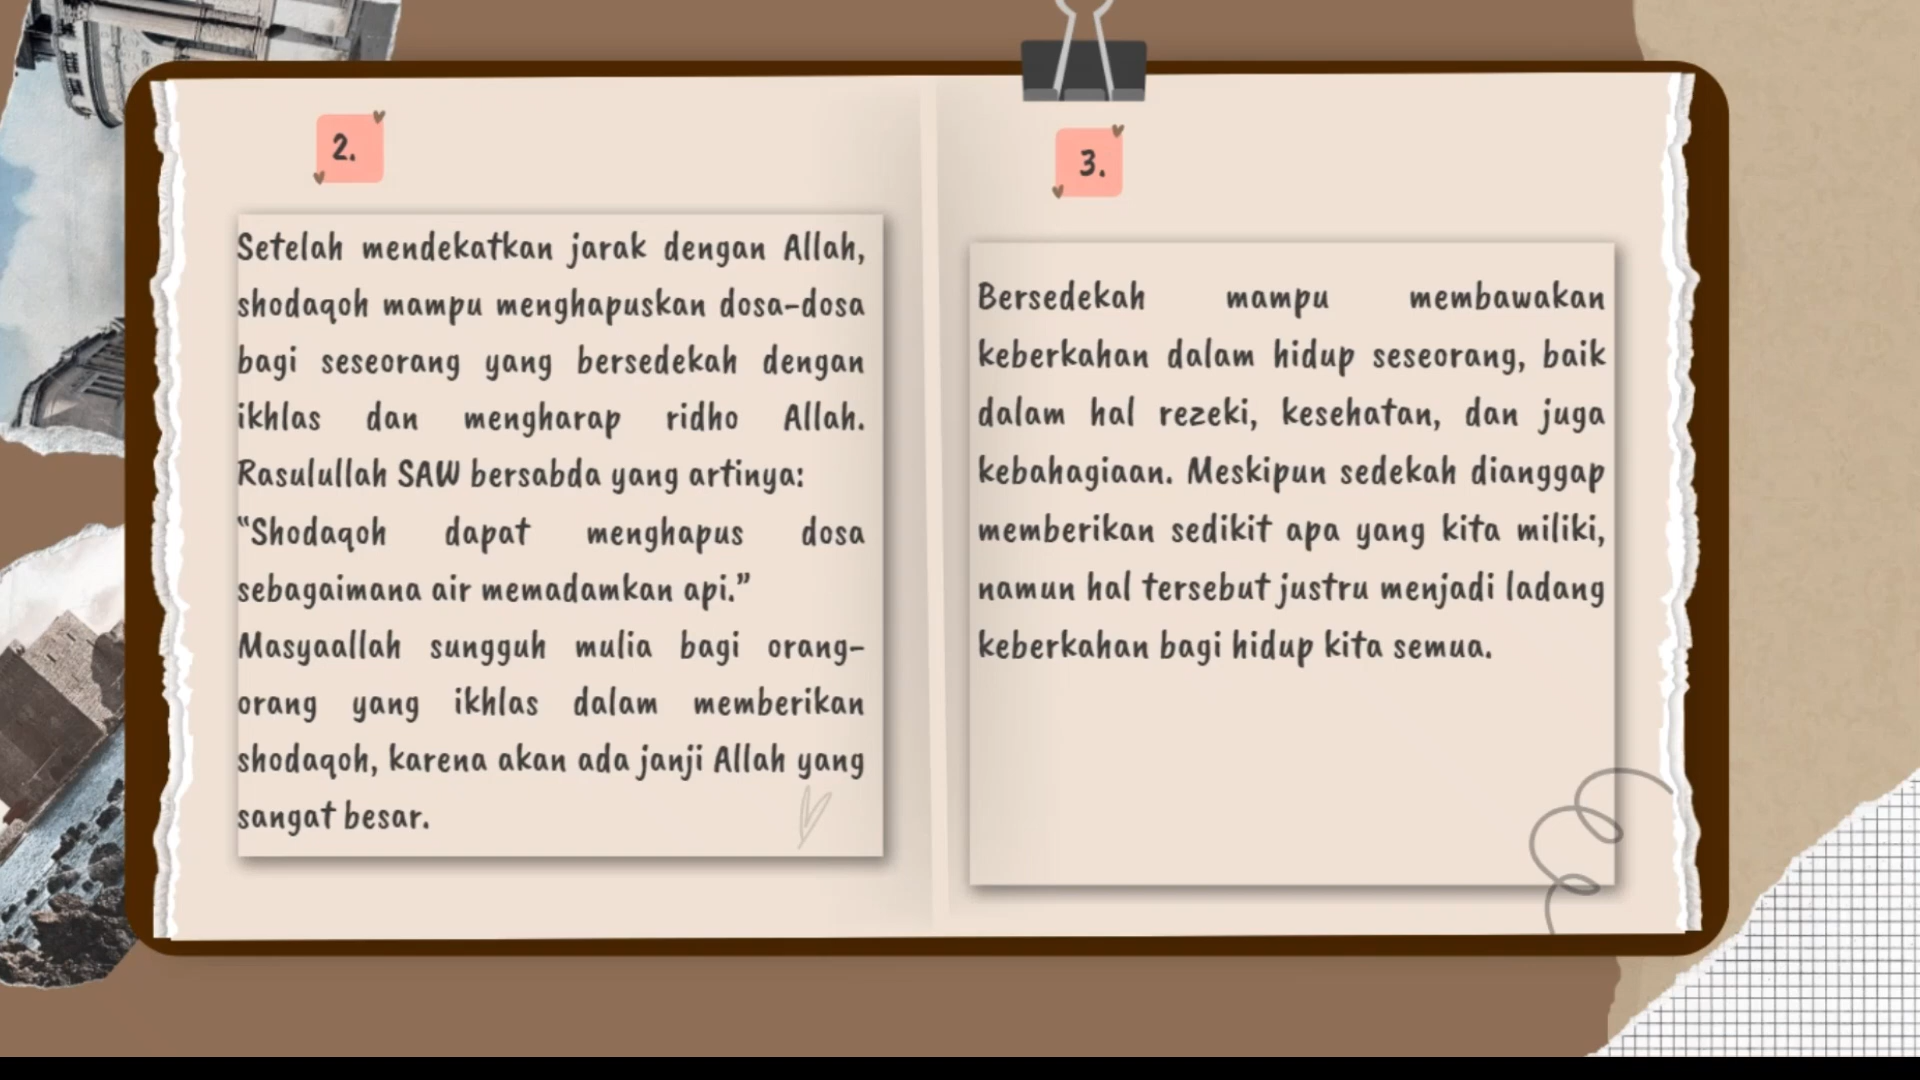 2.
Setelah mendekatkan jarak dengan Allah,
shodaqoh mampu menghapuskan dosa-dosa
bagi seseorang yang bersedekah dengan
ikhlas dan mengharap ridho Allah.
Rasulullah SAW bersabda yang artinya:
“Shodaqoh dapat menghapus dosa
sebagaimana air memadamkan api.”
Masyaallah sungguh mulia bagi orang-
orang yang ikhlas dalam memberikan
shodaqoh, karena akan ada janji Allah yang
sangat besar.
3.
Bersedekah mampu membawakan
keberkahan dalam hidup seseorang, baik
dalam hal rezeki, kesehatan, dan juga
kebahagiaan. Meskipun sedekah dianggap
memberikan sedikit apa yang kita miliki,
namun hal tersebut justru menjadi ladang
keberkahan bagi hidup kita semua.